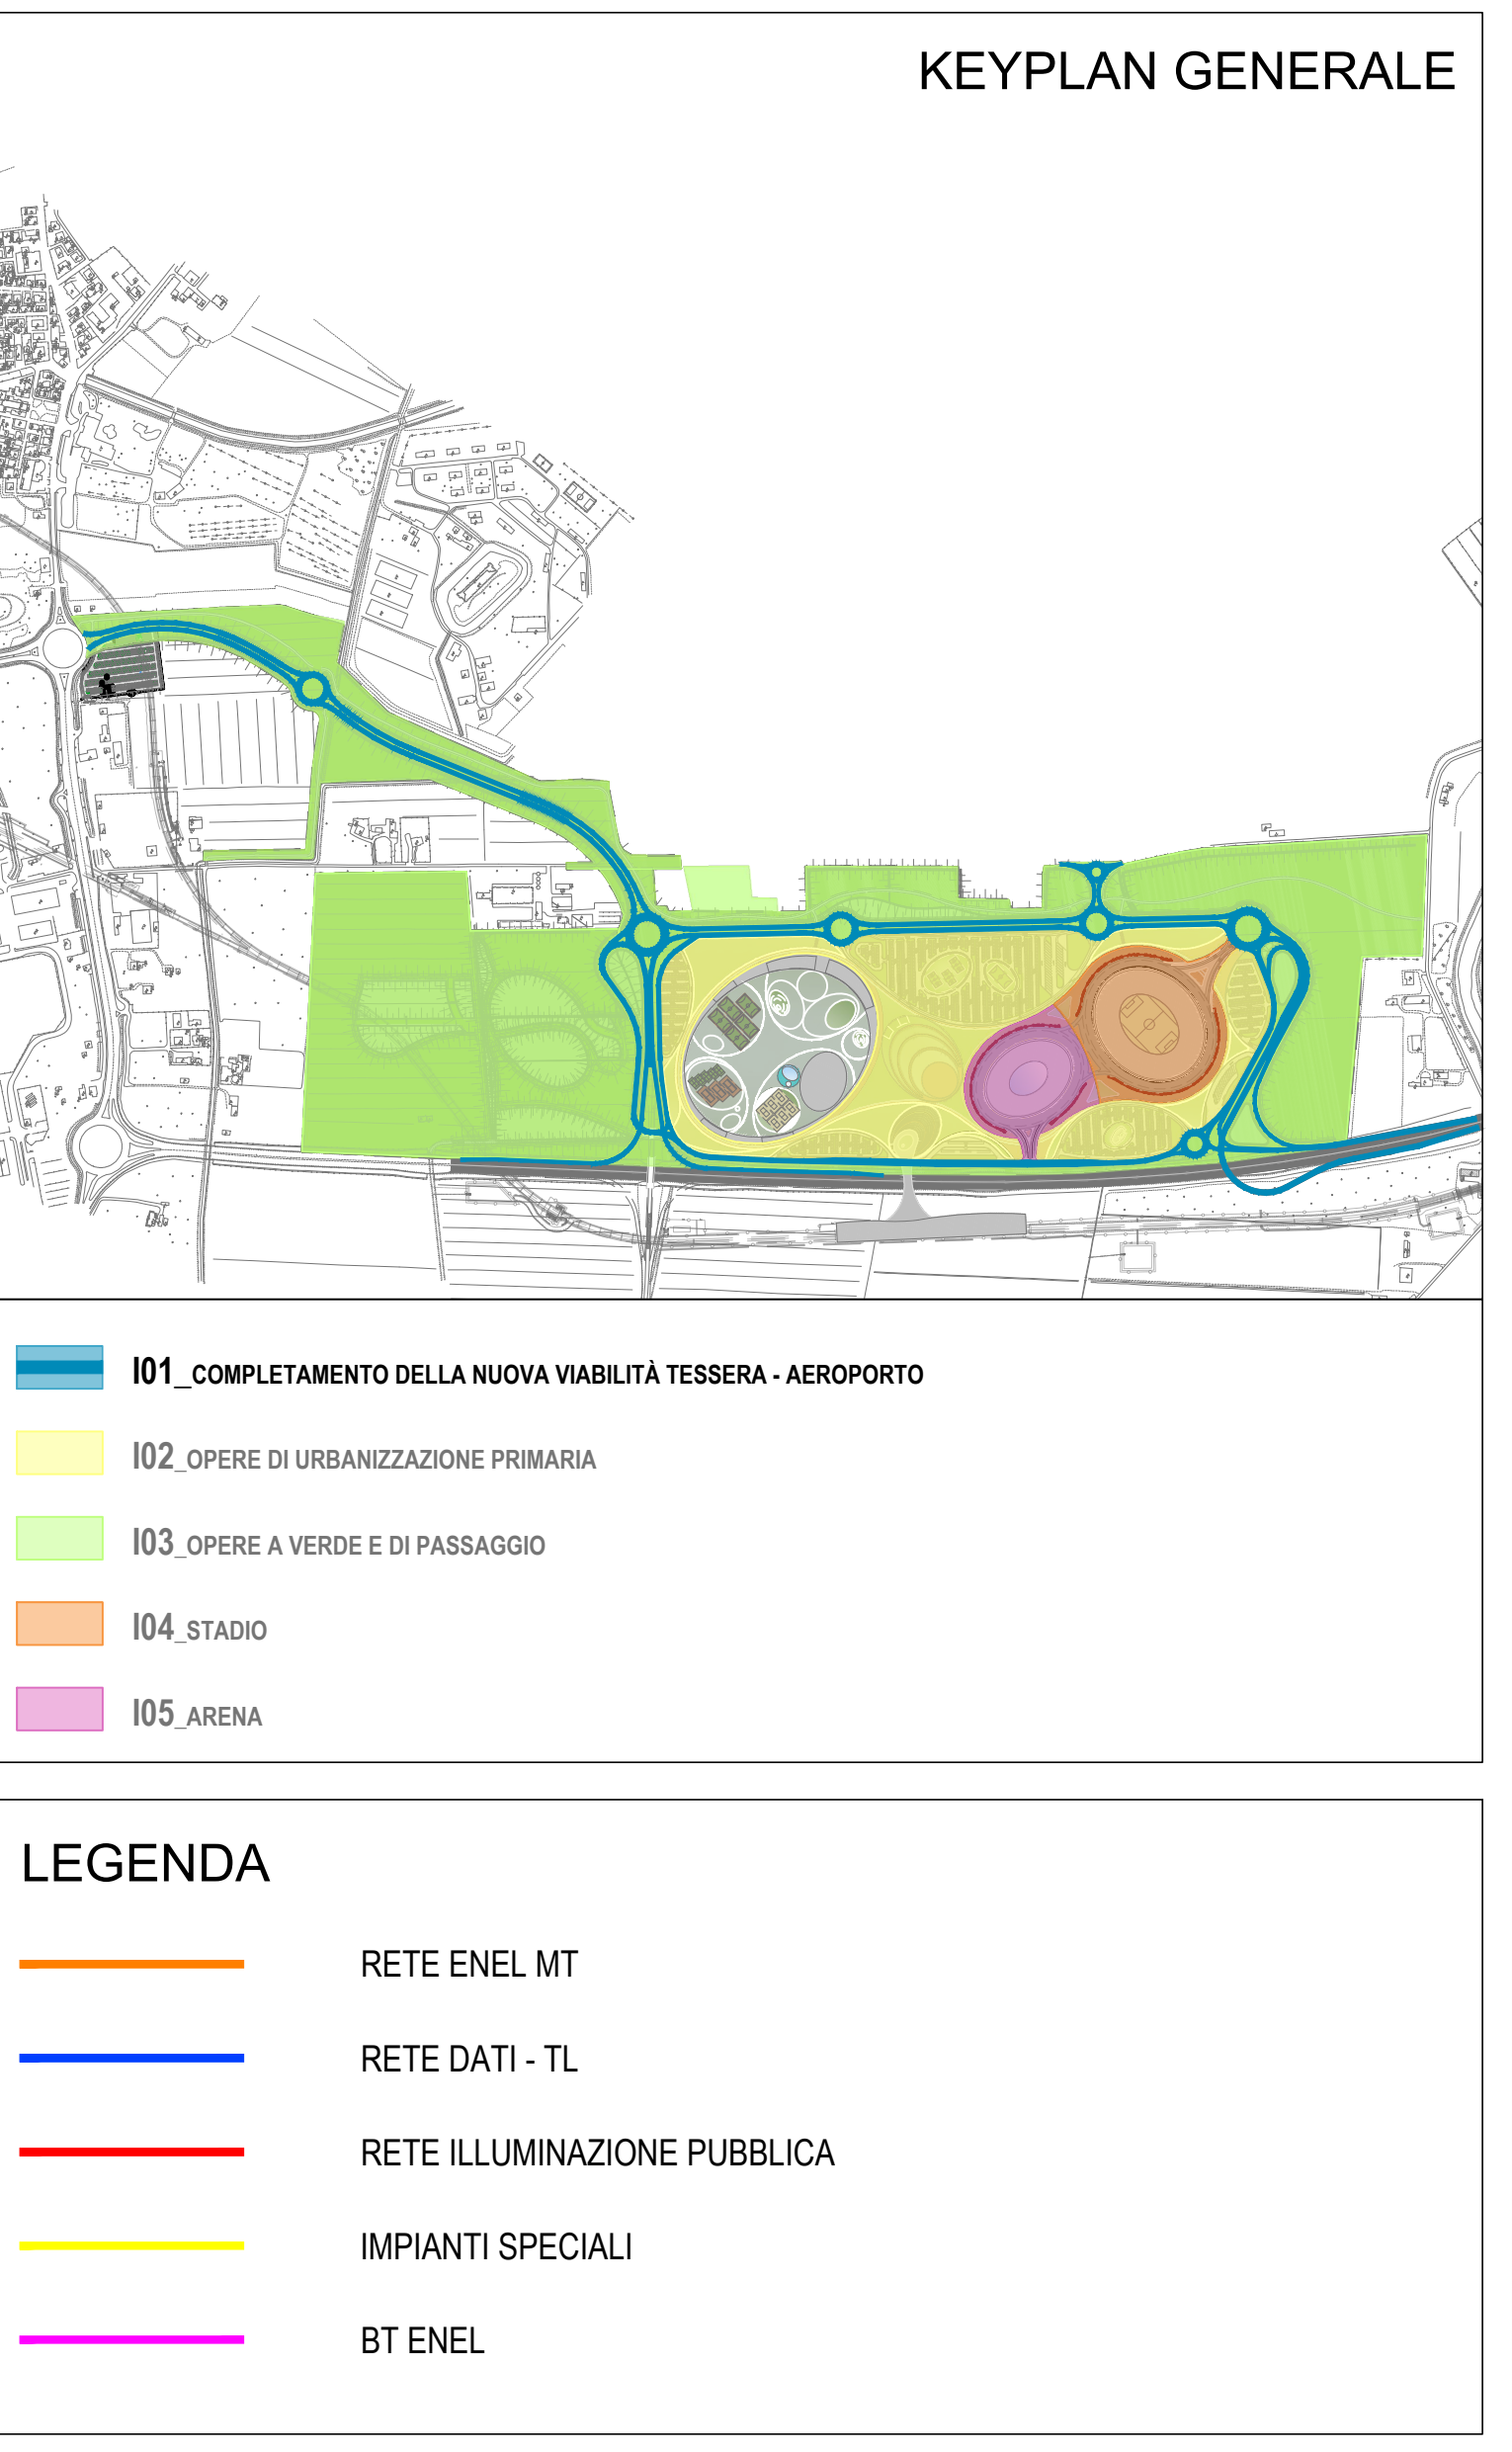 KEYPLAN GENERALE
I01_COMPLETAMENTO DELLA NUOVA VIABILITÀ TESSERA - AEROPORTO
I02_OPERE DI URBANIZZAZIONE PRIMARIA
I03_OPERE A VERDE E DI PASSAGGIO
I04_STADIO
I05_ARENA
LEGENDA
RETE ENEL MT
RETE DATI - TL
RETE ILLUMINAZIONE PUBBLICA
IMPIANTI SPECIALI
BT ENEL